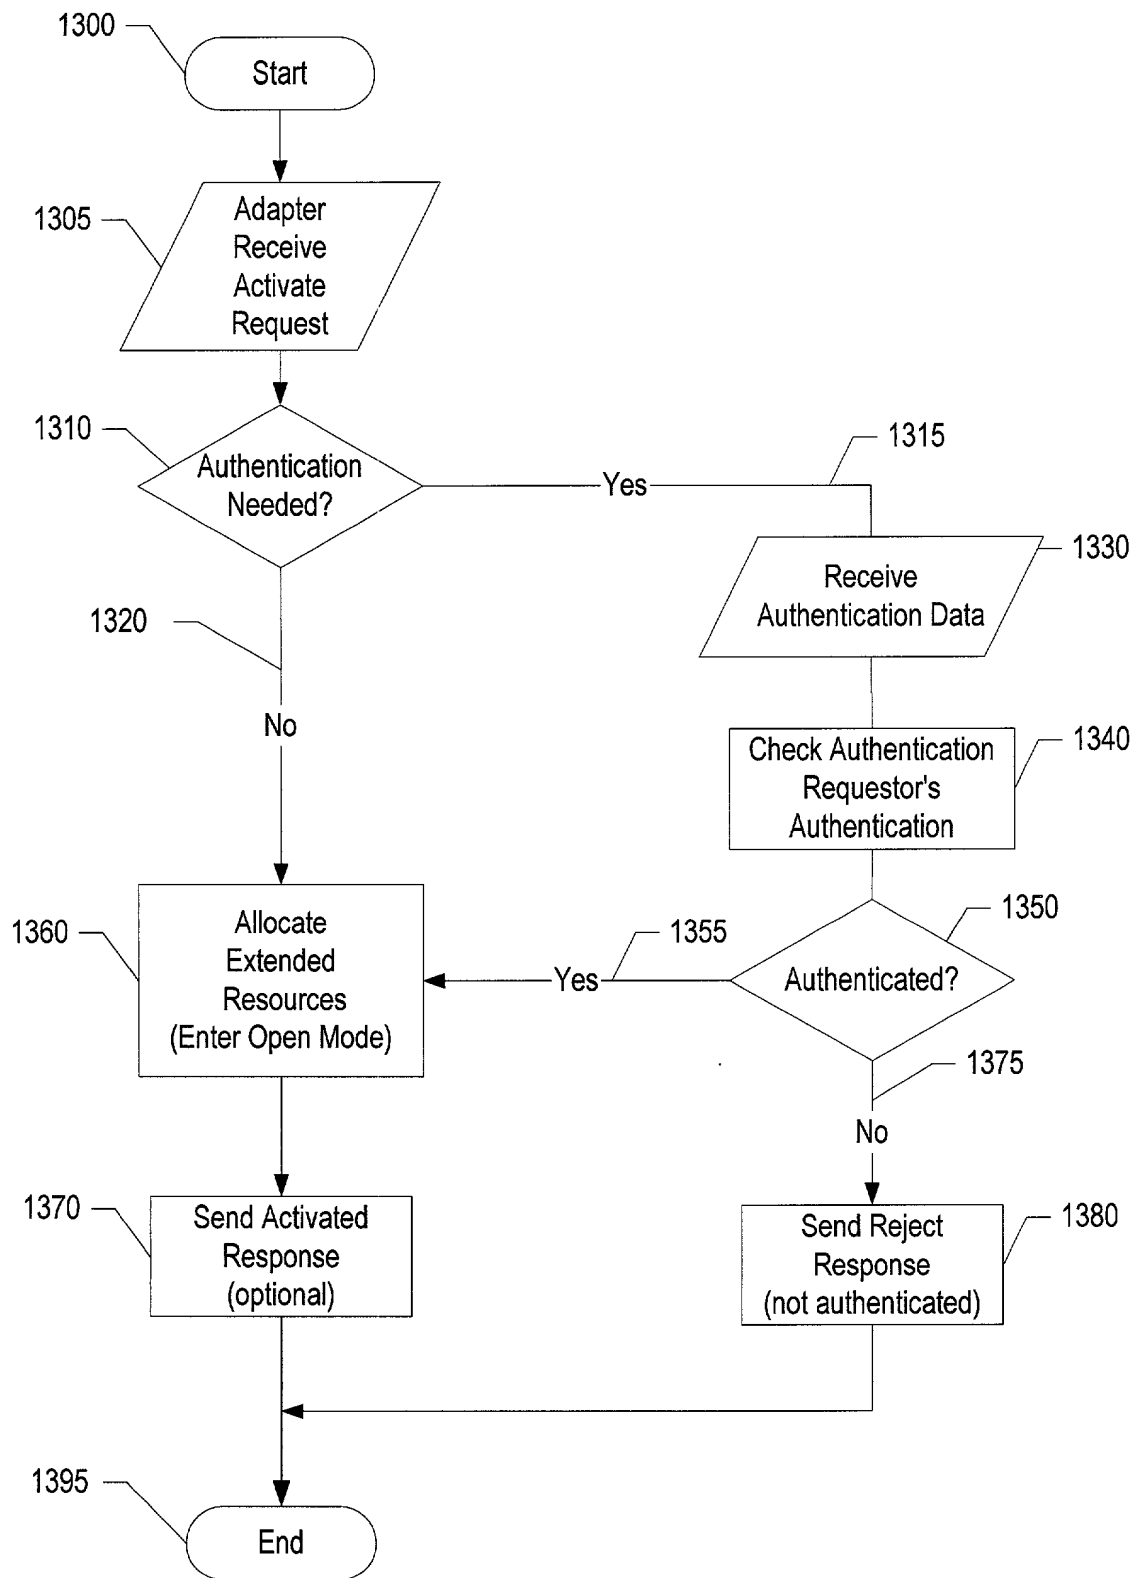 1300
Start
1305
Adapter
Receive
Activate
Request
1310
Authentication
Needed?
Yes
1315
1320
No
1330
Receive
Authentication Data
1340
Check Authentication
Requestor's
Authentication
1350
Authenticated?
1355
Yes
1360
Allocate
Extended
Resources
(Enter Open Mode)
1375
No
1370
Send Activated
Response
(optional)
1380
Send Reject
Response
(not authenticated)
1395
End